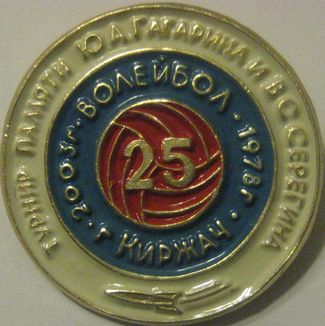 ТУРНИР ПАМЯТИ Ю.А.ГАГАРИНА И В.С.СЕРЕГИНА
ВОЛЕЙБОЛ
1978г. 2003г.
25
г. КИРЖАЧ